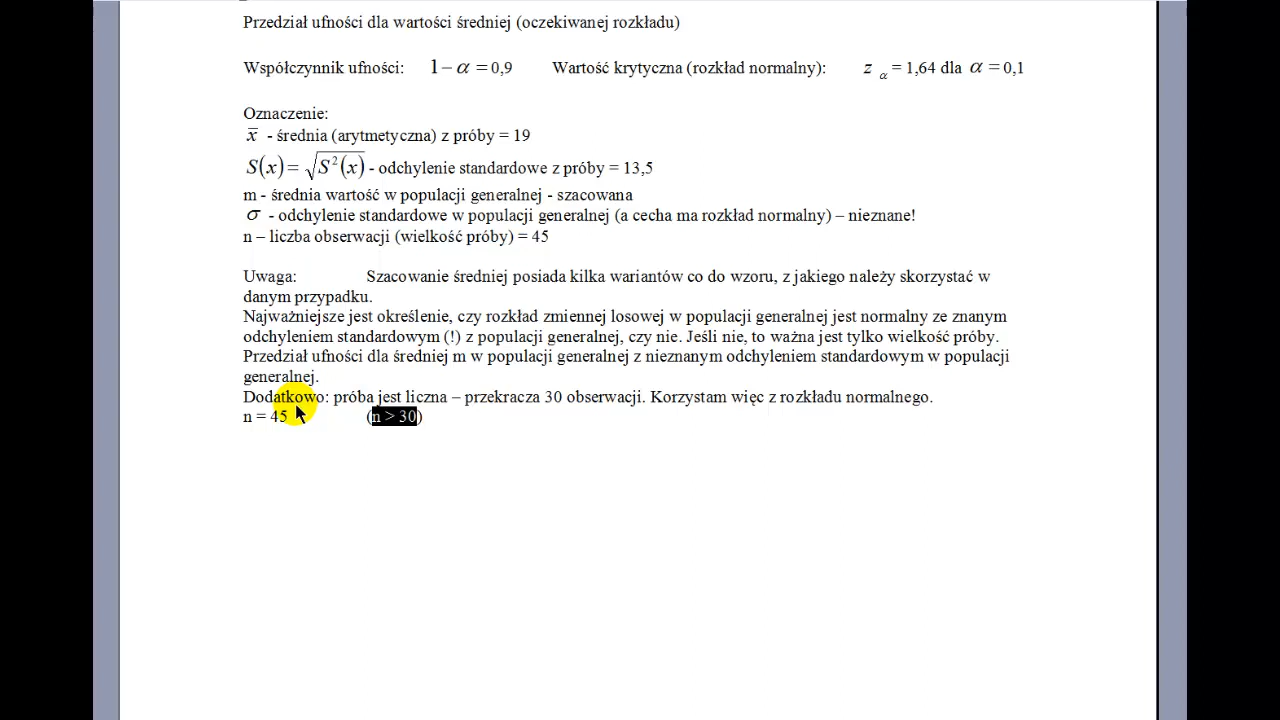 Przedział ufności dla wartości średniej (oczekiwanej rozkładu)
Współczynnik ufności: 1 − α = 0,9 Wartość krytyczna (rozkład normalny): z α = 1,64 dla α = 0,1
Oznaczenie:
x̅ - średnia (arytmetyczna) z próby = 19
S(x) = √S²(x) - odchylenie standardowe z próby = 13,5
m - średnia wartość w populacji generalnej - szacowana
σ - odchylenie standardowe w populacji generalnej (a cecha ma rozkład normalny) – nieznane!
n – liczba obserwacji (wielkość próby) = 45
Uwaga: Szacowanie średniej posiada kilka wariantów co do wzoru, z jakiego należy skorzystać w
danym przypadku.
Najważniejsze jest określenie, czy rozkład zmiennej losowej w populacji generalnej jest normalny ze znanym
odchyleniem standardowym (!) z populacji generalnej, czy nie. Jeśli nie, to ważna jest tylko wielkość próby.
Przedział ufności dla średniej m w populacji generalnej z nieznanym odchyleniem standardowym w populacji
generalnej.
Dodatkowo: próba jest liczna – przekracza 30 obserwacji. Korzystam więc z rozkładu normalnego.
n = 45 (n > 30)